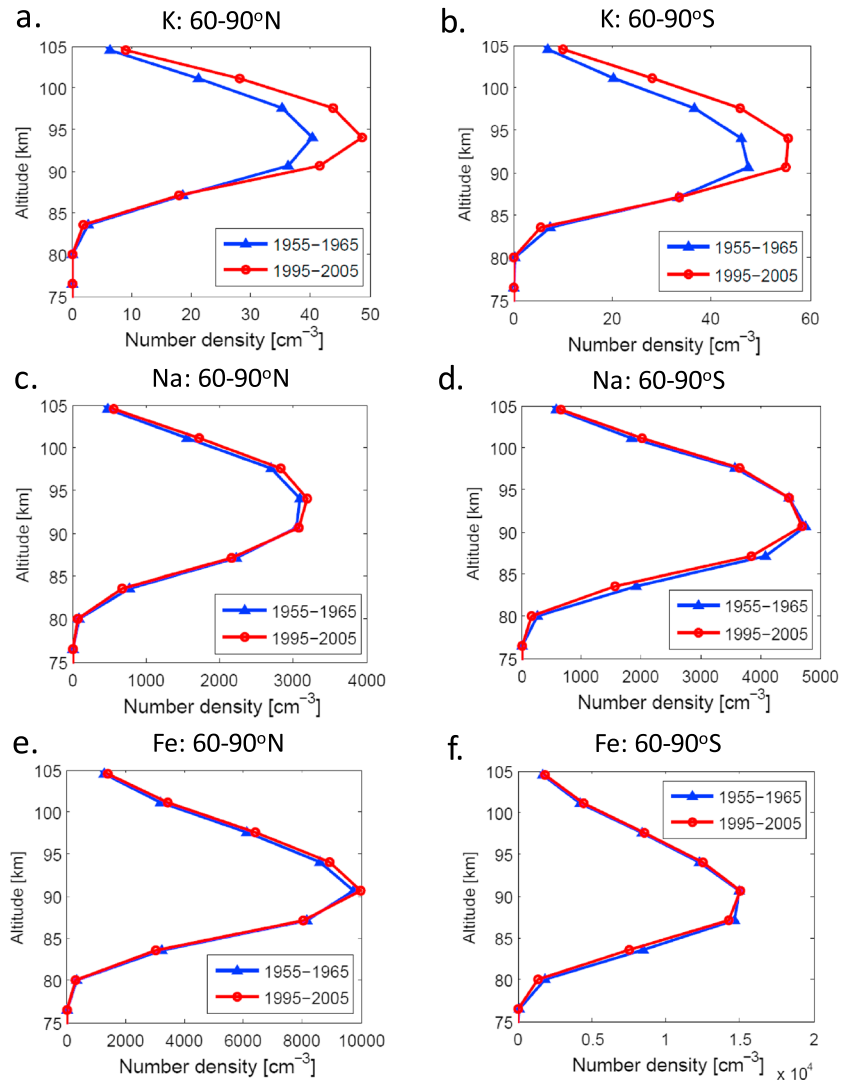 a. K: 60-90°N
105
100
95
90
85
80
75
Altitude [km]
1955−1965
1995−2005
0 10 20 30 40 50
Number density [cm⁻³]
b. K: 60-90°S
105
100
95
90
85
80
75
Altitude [km]
1955−1965
1995−2005
0 20 40 60
Number density [cm⁻³]
c. Na: 60-90°N
105
100
95
90
85
80
75
Altitude [km]
1955−1965
1995−2005
0 1000 2000 3000 4000
Number density [cm⁻³]
d. Na: 60-90°S
105
100
95
90
85
80
75
Altitude [km]
1955−1965
1995−2005
0 1000 2000 3000 4000 5000
Number density [cm⁻³]
e. Fe: 60-90°N
105
100
95
90
85
80
75
Altitude [km]
1955−1965
1995−2005
0 2000 4000 6000 8000 10000
Number density [cm⁻³]
f. Fe: 60-90°S
105
100
95
90
85
80
75
Altitude [km]
1955−1965
1995−2005
0 0.5 1 1.5 2
Number density [cm⁻³] x 10⁴